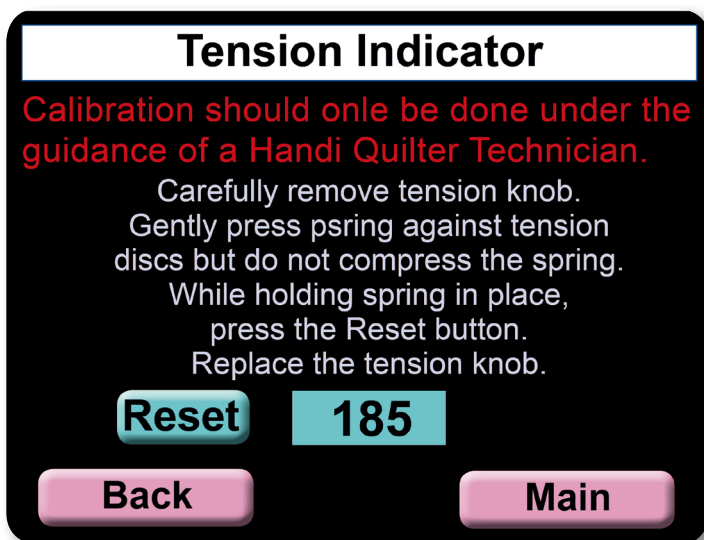 Tension Indicator
Calibration should onle be done under the
guidance of a Handi Quilter Technician.
Carefully remove tension knob.
Gently press psring against tension
discs but do not compress the spring.
While holding spring in place,
press the Reset button.
Replace the tension knob.
Reset 185
Back Main